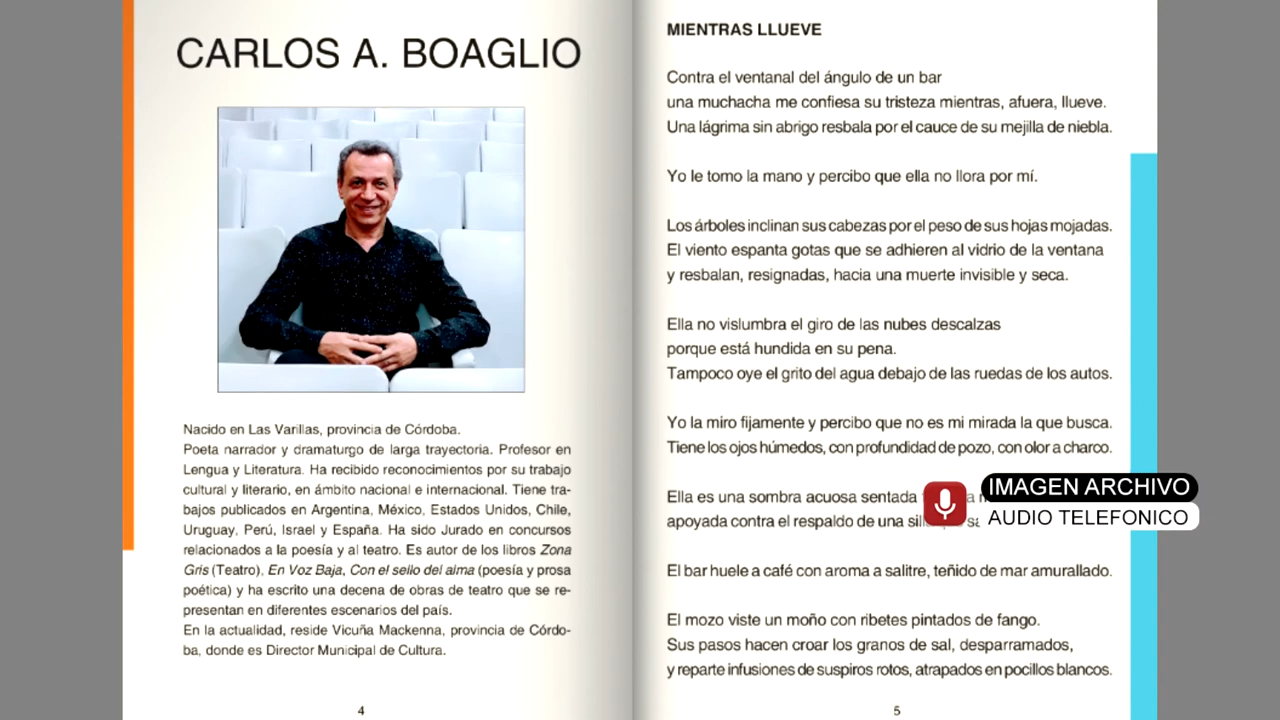 CARLOS A. BOAGLIO
Nacido en Las Varillas, provincia de Córdoba.
Poeta narrador y dramaturgo de larga trayectoria. Profesor en
Lengua y Literatura. Ha recibido reconocimientos por su trabajo
cultural y literario, en ámbito nacional e internacional. Tiene tra-
bajos publicados en Argentina, México, Estados Unidos, Chile,
Uruguay, Perú, Israel y España. Ha sido Jurado en concursos
relacionados a la poesía y al teatro. Es autor de los libros Zona
Gris (Teatro), En Voz Baja, Con el sello del alma (poesía y prosa
poética) y ha escrito una decena de obras de teatro que se re-
presentan en diferentes escenarios del país.
En la actualidad, reside Vicuña Mackenna, provincia de Córdo-
ba, donde es Director Municipal de Cultura.
4
MIENTRAS LLUEVE
Contra el ventanal del ángulo de un bar
una muchacha me confiesa su tristeza mientras, afuera, llueve.
Una lágrima sin abrigo resbala por el cauce de su mejilla de niebla.
Yo le tomo la mano y percibo que ella no llora por mí.
Los árboles inclinan sus cabezas por el peso de sus hojas mojadas.
El viento espanta gotas que se adhieren al vidrio de la ventana
y resbalan, resignadas, hacia una muerte invisible y seca.
Ella no vislumbra el giro de las nubes descalzas
porque está hundida en su pena.
Tampoco oye el grito del agua debajo de las ruedas de los autos.
Yo la miro fijamente y percibo que no es mi mirada la que busca.
Tiene los ojos húmedos, con profundidad de pozo, con olor a charco.
Ella es una sombra acuosa sentada
apoyada contra el respaldo de una
El bar huele a café con aroma a salitre, teñido de mar amurallado.
El mozo viste un moño con ribetes pintados de fango.
Sus pasos hacen croar los granos de sal, desparramados,
y reparte infusiones de suspiros rotos, atrapados en pocillos blancos.
5
IMAGEN ARCHIVO
AUDIO TELEFONICO